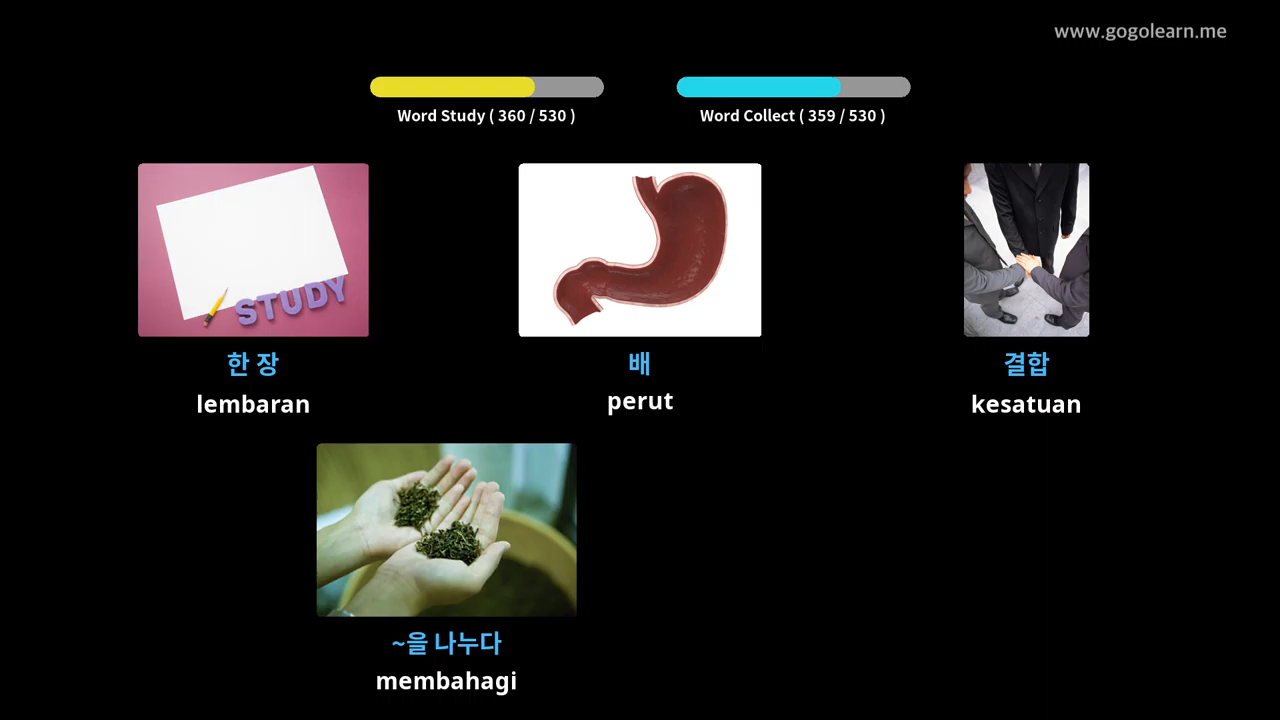 www.gogolearn.me
Word Study ( 360 / 530 )
Word Collect ( 359 / 530 )
STUDY
한 장
lembaran
배
perut
결합
kesatuan
~을 나누다
membahagi